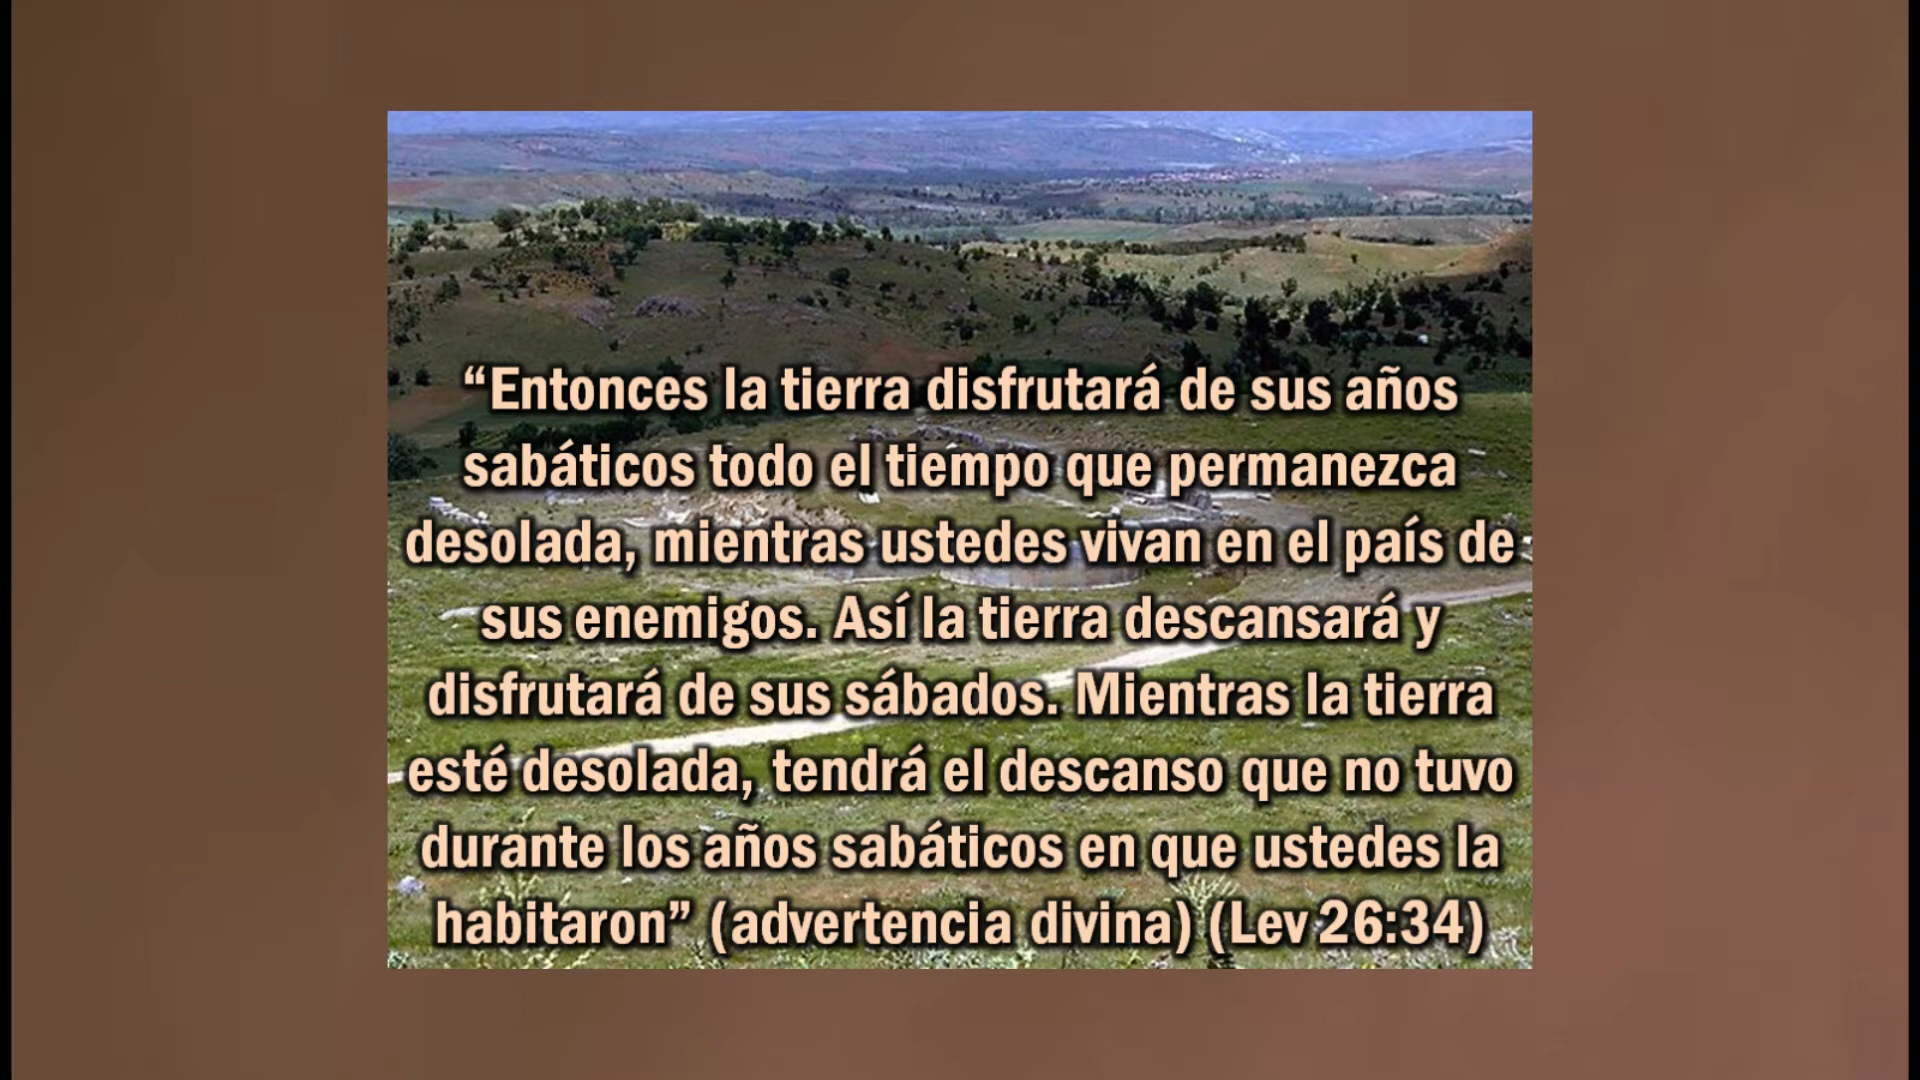 “Entonces la tierra disfrutará de sus años
sabáticos todo el tiempo que permanezca
desolada, mientras ustedes vivan en el país de
sus enemigos. Así la tierra descansará y
disfrutará de sus sábados. Mientras la tierra
esté desolada, tendrá el descanso que no tuvo
durante los años sabáticos en que ustedes la
habitaron” (advertencia divina) (Lev 26:34)